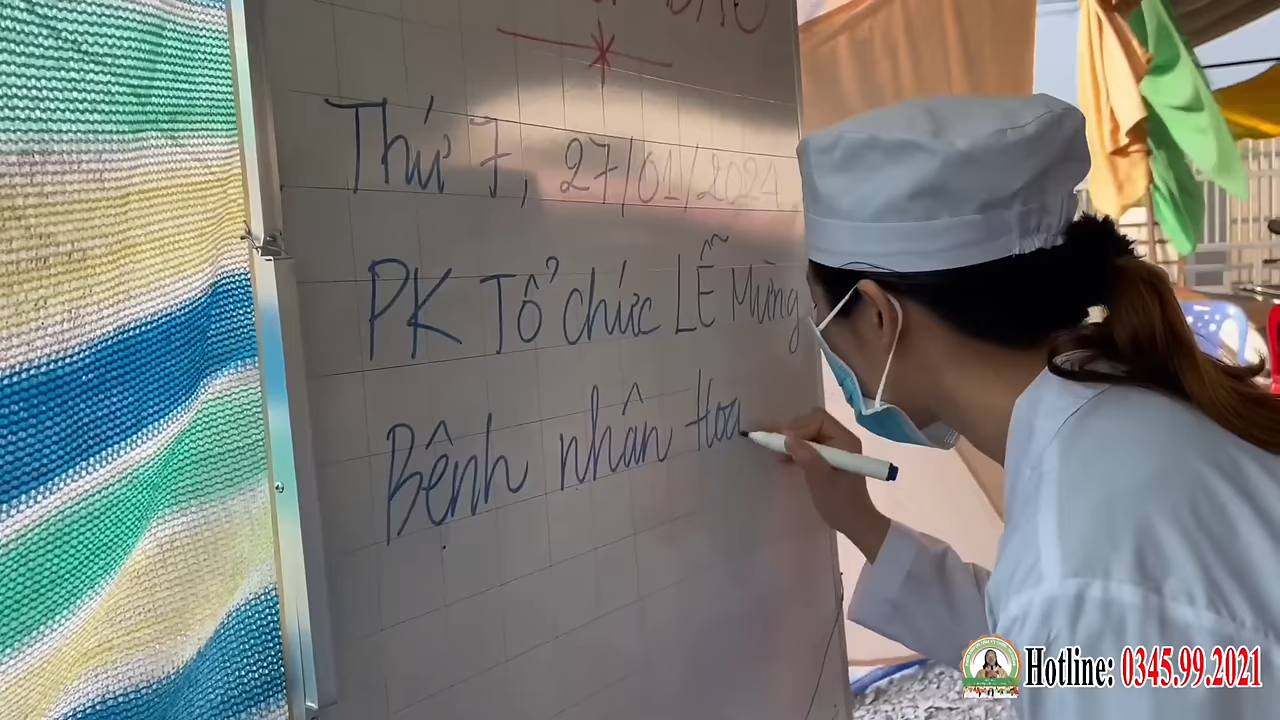 Thứ 7, 27/01/2024
PK Tổ chức LỄ Mừng
Bệnh nhân Hoa
Hotline: 0345.99.2021